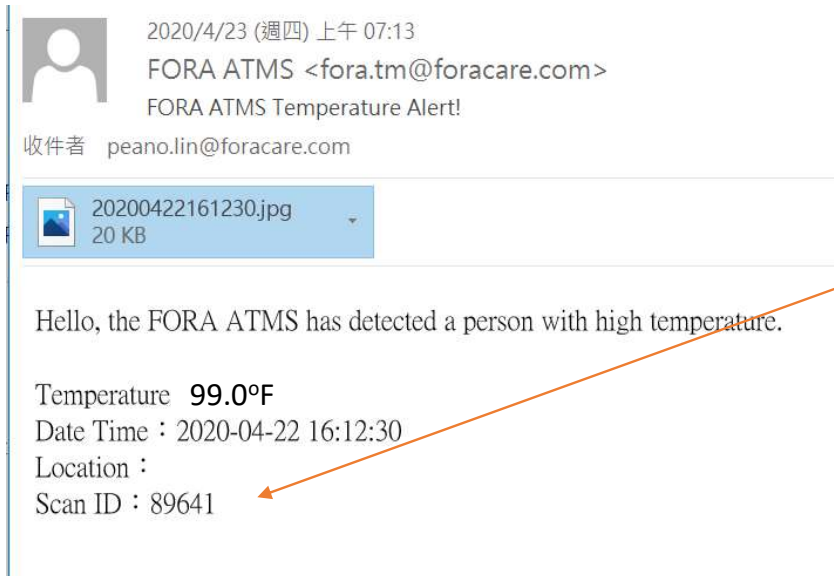 2020/4/23 (週四) 上午 07:13
FORA ATMS <fora.tm@foracare.com>
FORA ATMS Temperature Alert!
收件者 peano.lin@foracare.com
20200422161230.jpg
20 KB
Hello, the FORA ATMS has detected a person with high temperature.
Temperature 99.0ºF
Date Time：2020-04-22 16:12:30
Location：
Scan ID：89641